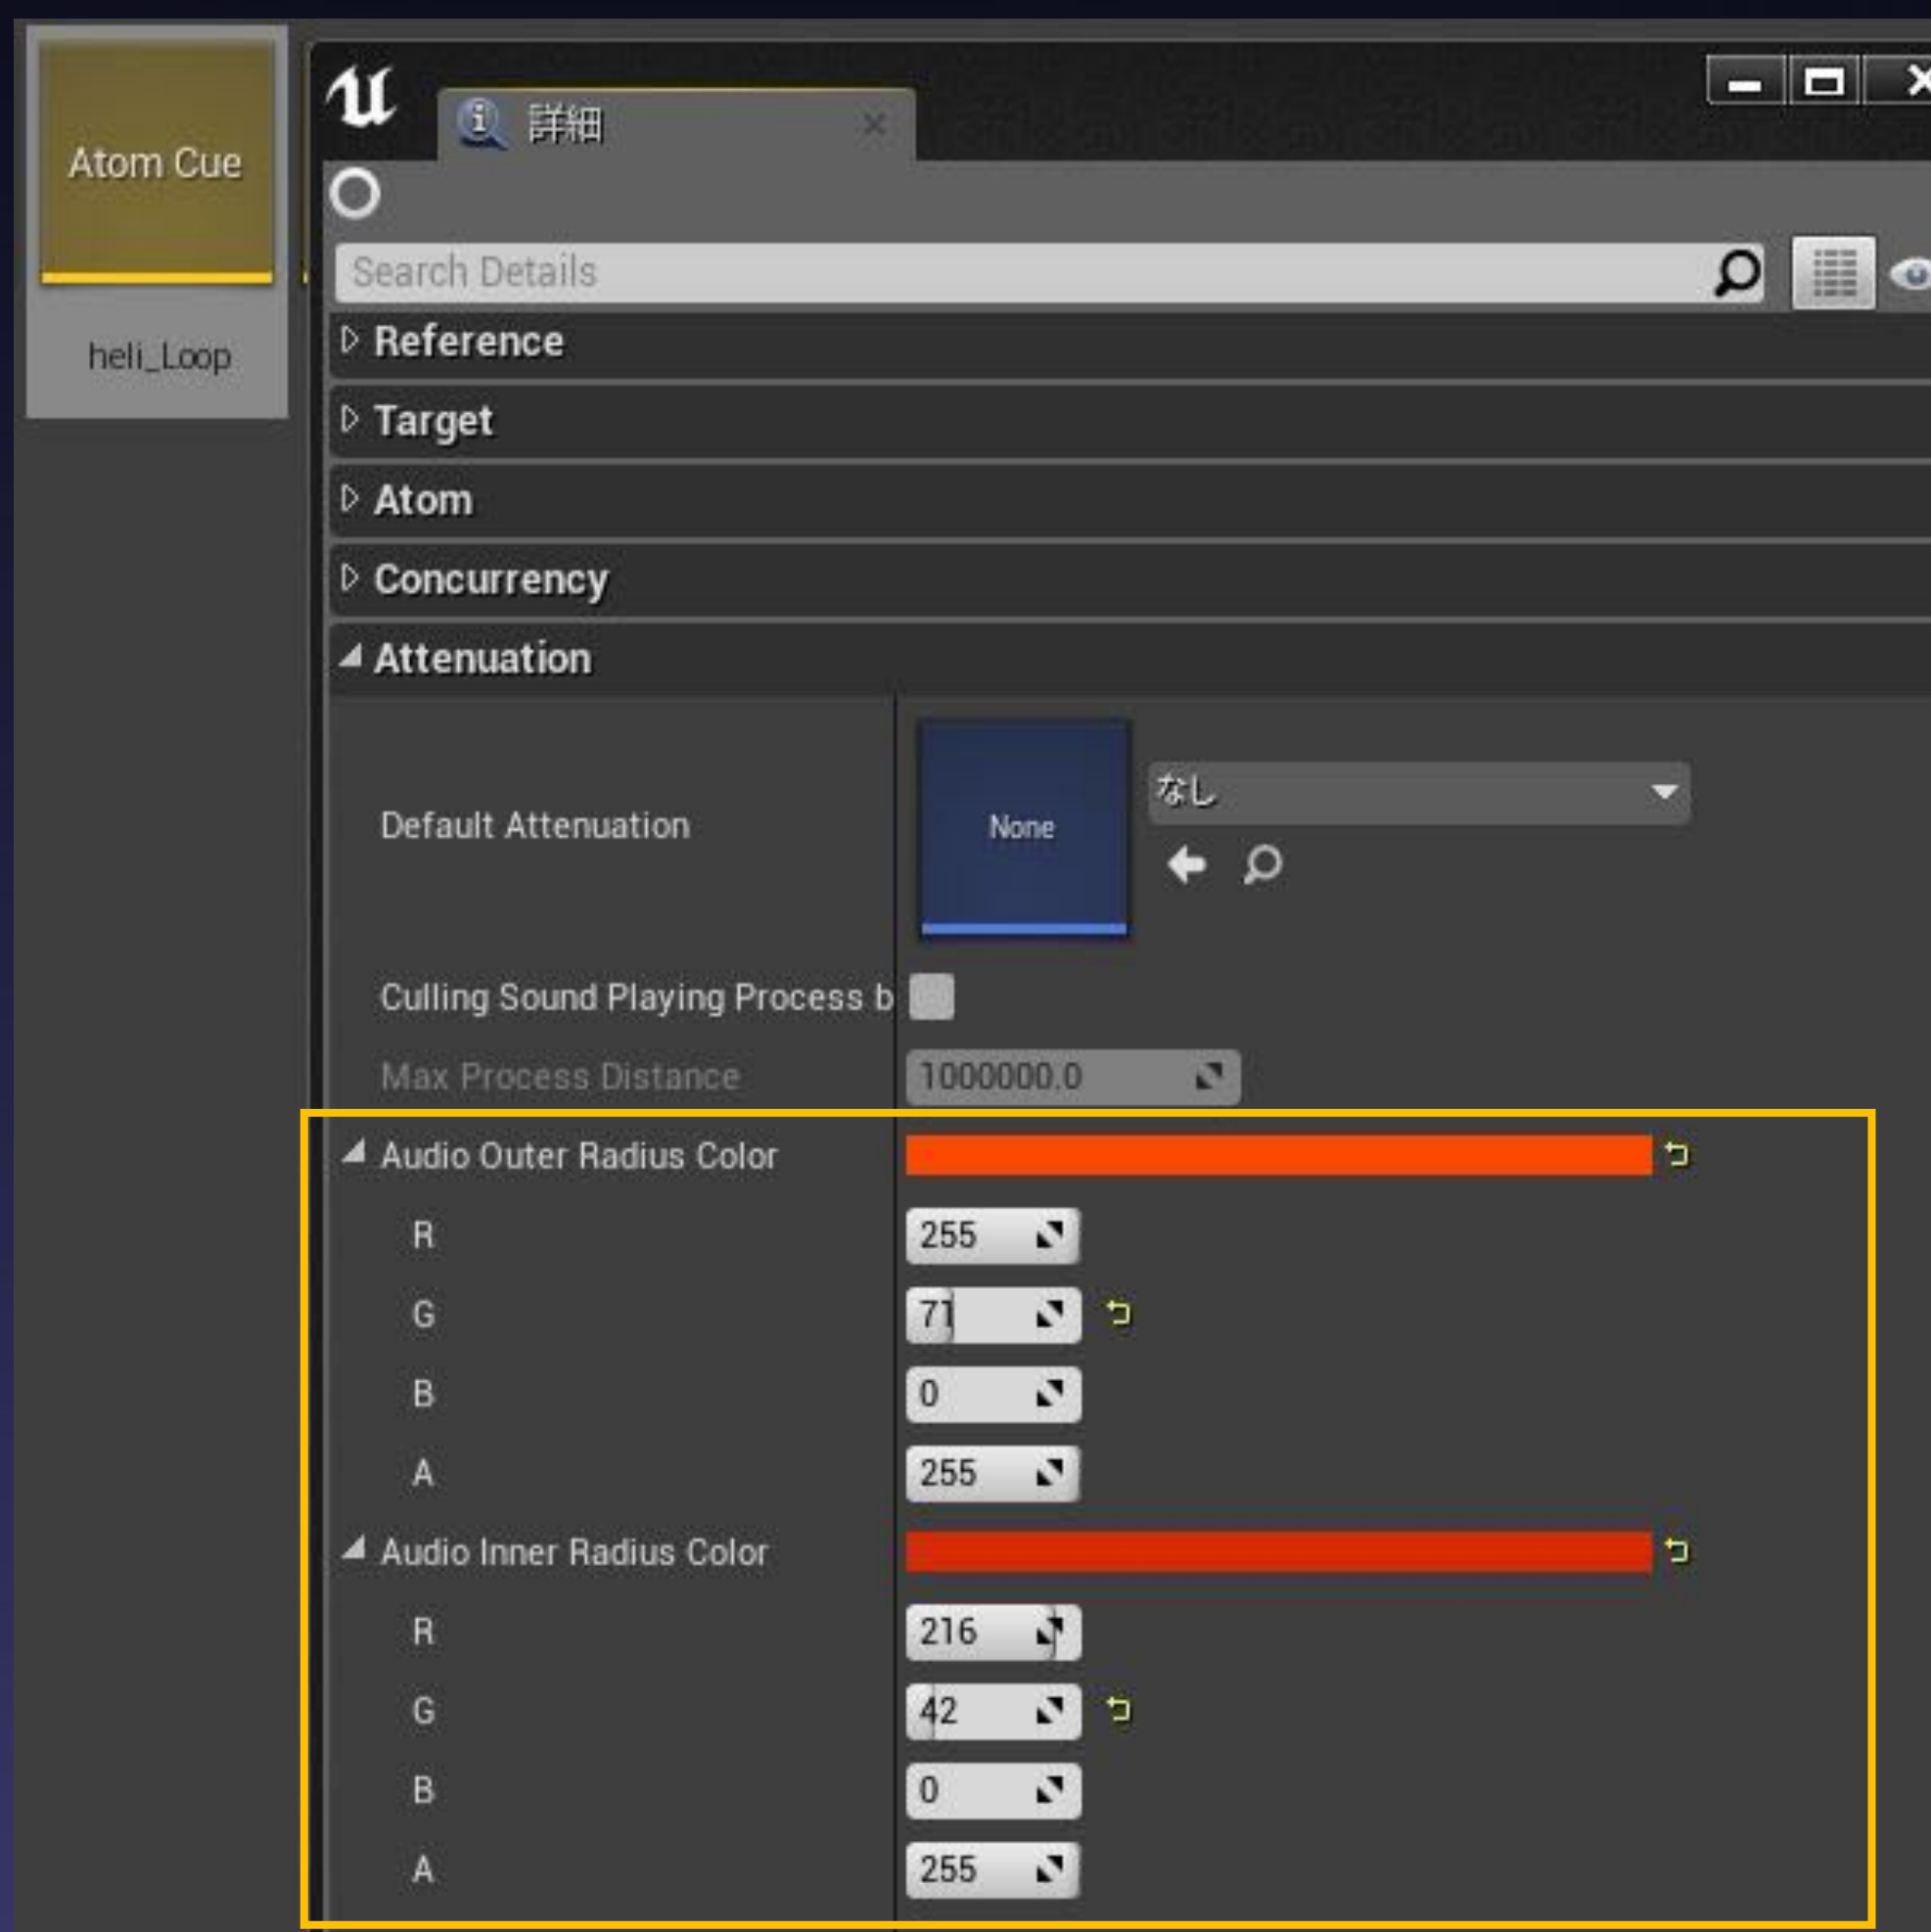 Atom Cue
heli_Loop
詳細
Search Details
Reference
Target
Atom
Concurrency
Attenuation
Default Attenuation
None
なし
Culling Sound Playing Process b
Max Process Distance 1000000.0
Audio Outer Radius Color
R 255
G 71
B 0
A 255
Audio Inner Radius Color
R 216
G 42
B 0
A 255